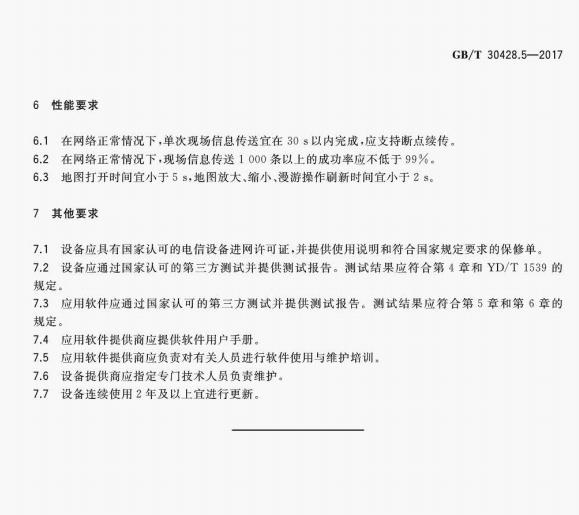 GB/T 30428.5—2017
6 性能要求
6.1 在网络正常情况下,单次现场信息传送宜在 30 s以内完成,应支持断点续传。
6.2 在网络正常情况下,现场信息传送 1 000 条以上的成功率应不低于 99%。
6.3 地图打开时间宜小于 5 s,地图放大、缩小、漫游操作刷新时间宜小于 2 s。
7 其他要求
7.1 设备应具有国家认可的电信设备进网许可证,并提供使用说明和符合国家规定要求的保修单。
7.2 设备应通过国家认可的第三方测试并提供测试报告。测试结果应符合第 4 章和 YD/T 1539 的
规定。
7.3 应用软件应通过国家认可的第三方测试并提供测试报告。测试结果应符合第 5 章和第 6 章的
规定。
7.4 应用软件提供商应提供软件用户手册。
7.5 应用软件提供商应负责对有关人员进行软件使用与维护培训。
7.6 设备提供商应指定专门技术人员负责维护。
7.7 设备连续使用 2 年及以上宜进行更新。